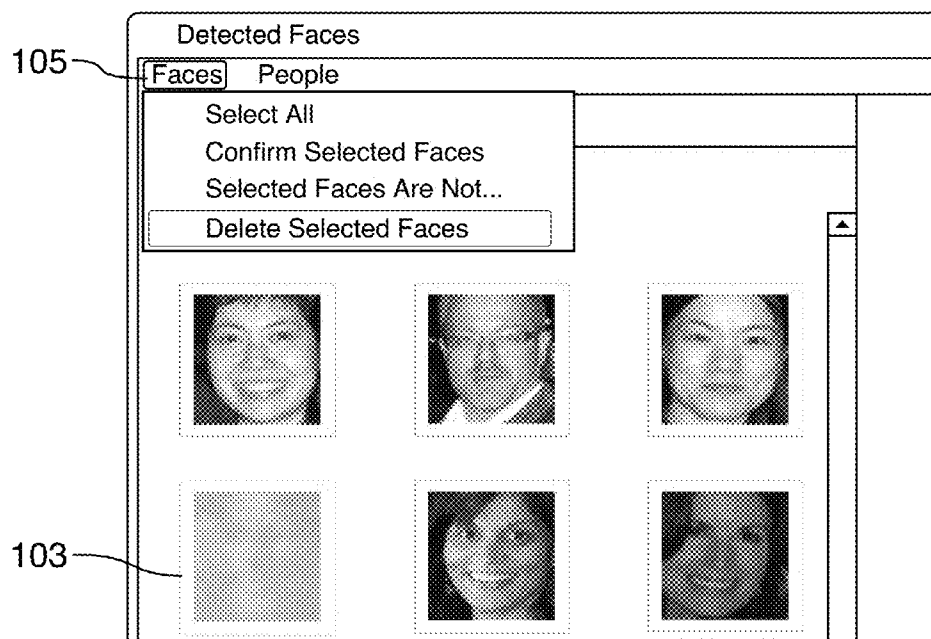 Detected Faces
105
Faces People
Select All
Confirm Selected Faces
Selected Faces Are Not...
Delete Selected Faces
103